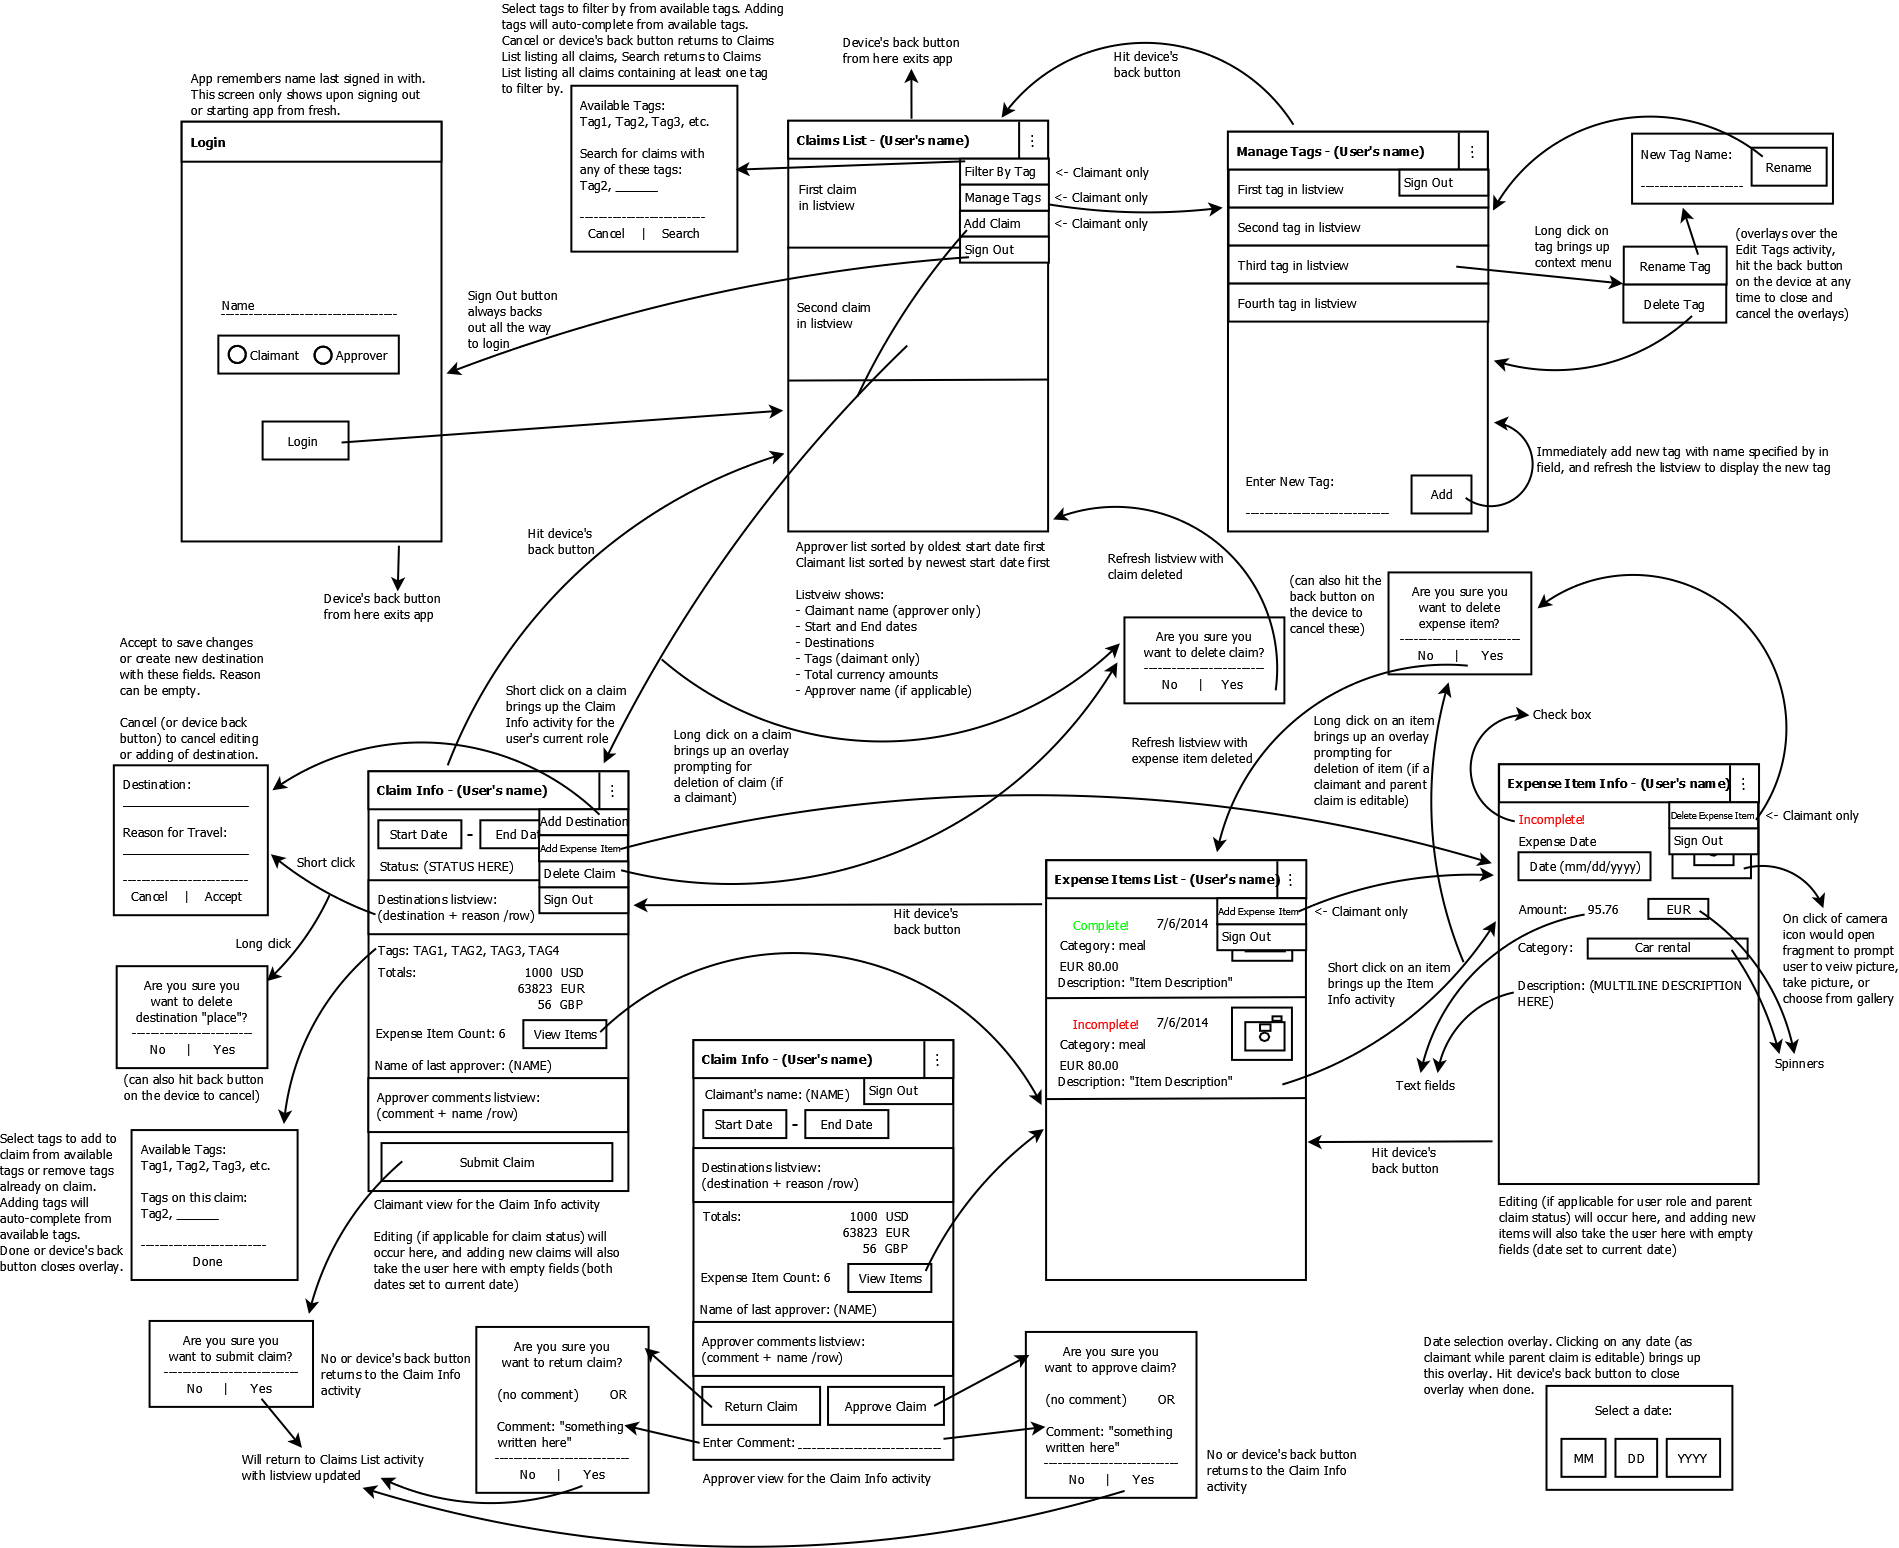 Select tags to filter by from available tags. Adding
tags will auto-complete from available tags.
Cancel or device's back button returns to Claims
List listing all claims, Search returns to Claims
List listing all claims containing at least one tag
to filter by.
Available Tags:
Tag1, Tag2, Tag3, etc.
Search for claims with
any of these tags:
Tag2, ______
Cancel | Search
App remembers name last signed in with.
This screen only shows upon signing out
or starting app from fresh.
Login
Name
Claimant
Approver
Login
Device's back button
from here exits app
Sign Out button
always backs
out all the way
to login
Device's back button
from here exits app
Claims List - (User's name)
⋮
Filter By Tag
<- Claimant only
Manage Tags
<- Claimant only
Add Claim
<- Claimant only
Sign Out
First claim
in listview
Second claim
in listview
Approver list sorted by oldest start date first
Claimant list sorted by newest start date first
Listveiw shows:
- Claimant name (approver only)
- Start and End dates
- Destinations
- Tags (claimant only)
- Total currency amounts
- Approver name (if applicable)
Hit device's
back button
Manage Tags - (User's name)
⋮
Sign Out
First tag in listview
Second tag in listview
Third tag in listview
Fourth tag in listview
Enter New Tag:
Add
New Tag Name:
Rename
Long click on
tag brings up
context menu
Rename Tag
Delete Tag
(overlays over the
Edit Tags activity,
hit the back button
on the device at any
time to close and
cancel the overlays)
Immediately add new tag with name specified by in
field, and refresh the listview to display the new tag
Hit device's
back button
Refresh listview with
claim deleted
Are you sure you
want to delete claim?
No | Yes
(can also hit the
back button on
the device to
cancel these)
Are you sure you
want to delete
expense item?
No | Yes
Accept to save changes
or create new destination
with these fields. Reason
can be empty.
Cancel (or device back
button) to cancel editing
or adding of destination.
Destination:
Reason for Travel:
Cancel | Accept
Short click
Long click
Are you sure you
want to delete
destination "place"?
No | Yes
(can also hit back button
on the device to cancel)
Short click on a claim
brings up the Claim
Info activity for the
user's current role
Long click on a claim
brings up an overlay
prompting for
deletion of claim (if
a claimant)
Refresh listview with
expense item deleted
Long click on an item
brings up an overlay
prompting for
deletion of item (if a
claimant and parent
claim is editable)
Check box
Claim Info - (User's name)
⋮
Add Destination
Add Expense Item
Delete Claim
Sign Out
Start Date
-
End Dat
Status: (STATUS HERE)
Destinations listview:
(destination + reason /row)
Tags: TAG1, TAG2, TAG3, TAG4
Totals:
1000 USD
63823 EUR
56 GBP
Expense Item Count: 6
View Items
Name of last approver: (NAME)
Approver comments listview:
(comment + name /row)
Submit Claim
Claimant view for the Claim Info activity
Editing (if applicable for claim status) will
occur here, and adding new claims will also
take the user here with empty fields (both
dates set to current date)
Select tags to add to
claim from available
tags or remove tags
already on claim.
Adding tags will
auto-complete from
available tags.
Done or device's back
button closes overlay.
Available Tags:
Tag1, Tag2, Tag3, etc.
Tags on this claim:
Tag2, ______
Done
Are you sure you
want to submit claim?
No | Yes
No or device's back button
returns to the Claim Info
activity
Will return to Claims List activity
with listview updated
Are you sure you
want to return claim?
(no comment) OR
Comment: "something
written here"
No | Yes
Claim Info - (User's name)
⋮
Sign Out
Claimant's name: (NAME)
Start Date
-
End Date
Destinations listview:
(destination + reason /row)
Totals:
1000 USD
63823 EUR
56 GBP
Expense Item Count: 6
View Items
Name of last approver: (NAME)
Approver comments listview:
(comment + name /row)
Return Claim
Approve Claim
Enter Comment:
Approver view for the Claim Info activity
Are you sure you
want to approve claim?
(no comment) OR
Comment: "something
written here"
No | Yes
No or device's back button
returns to the Claim Info
activity
Hit device's
back button
Expense Items List - (User's name)
⋮
Add Expense Item
<- Claimant only
Sign Out
Complete!
7/6/2014
Category: meal
EUR 80.00
Description: "Item Description"
Incomplete!
7/6/2014
Category: meal
EUR 80.00
Description: "Item Description"
Short click on an item
brings up the Item
Info activity
Hit device's
back button
Expense Item Info - (User's name)
⋮
Delete Expense Item
<- Claimant only
Sign Out
Incomplete!
Expense Date
Date (mm/dd/yyyy)
Amount:
95.76
EUR
Category:
Car rental
Description: (MULTILINE DESCRIPTION
HERE)
On click of camera
icon would open
fragment to prompt
user to veiw picture,
take picture, or
choose from gallery
Text fields
Spinners
Editing (if applicable for user role and parent
claim status) will occur here, and adding new
items will also take the user here with empty
fields (date set to current date)
Date selection overlay. Clicking on any date (as
claimant while parent claim is editable) brings up
this overlay. Hit device's back button to close
overlay when done.
Select a date:
MM
DD
YYYY